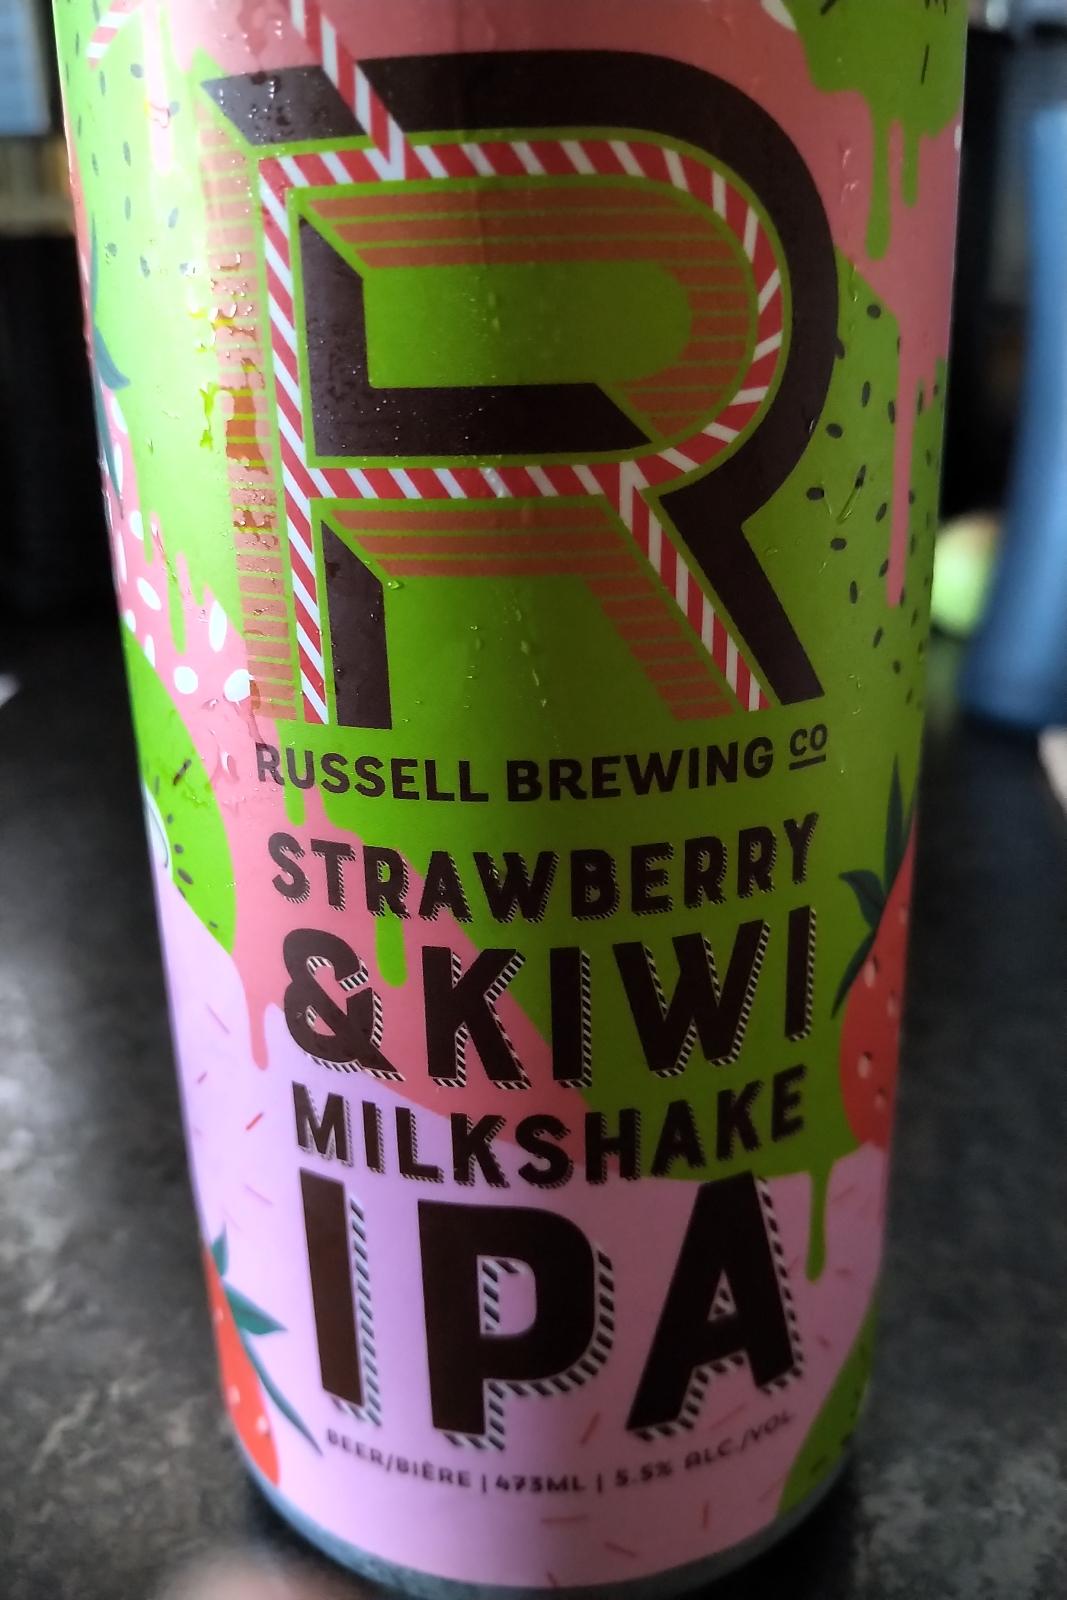 R
RUSSELL BREWING CO
STRAWBERRY
& KIWI
MILKSHAKE
IPA
BEER/BIÈRE | 473ML | 5.5% ALC./VOL